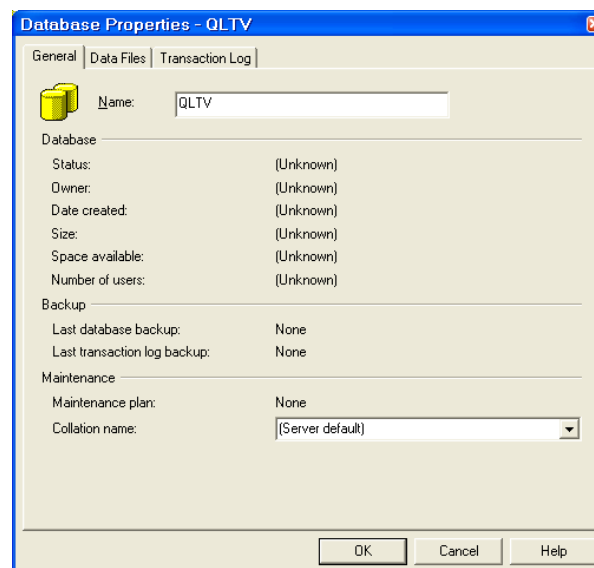 Database Properties - QLTV
General Data Files Transaction Log
Name: QLTV
Database
Status: (Unknown)
Owner: (Unknown)
Date created: (Unknown)
Size: (Unknown)
Space available: (Unknown)
Number of users: (Unknown)
Backup
Last database backup: None
Last transaction log backup: None
Maintenance
Maintenance plan: None
Collation name: (Server default)
OK Cancel Help